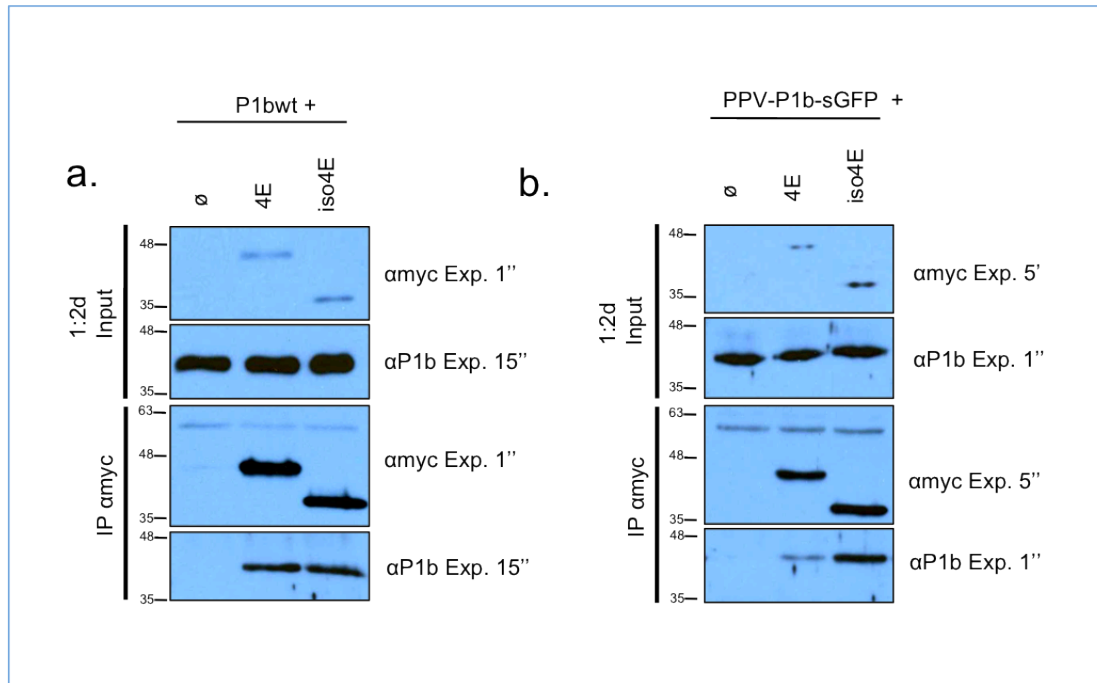 P1bwt +
a.
ø
4E
iso4E
1:2d
Input
48
35
αmyc Exp. 1''
48
35
αP1b Exp. 15''
IP αmyc
63
48
35
αmyc Exp. 1''
48
35
αP1b Exp. 15''
PPV-P1b-sGFP +
b.
ø
4E
iso4E
1:2d
Input
48
35
αmyc Exp. 5'
48
35
αP1b Exp. 1''
IP αmyc
63
48
35
αmyc Exp. 5''
48
35
αP1b Exp. 1''